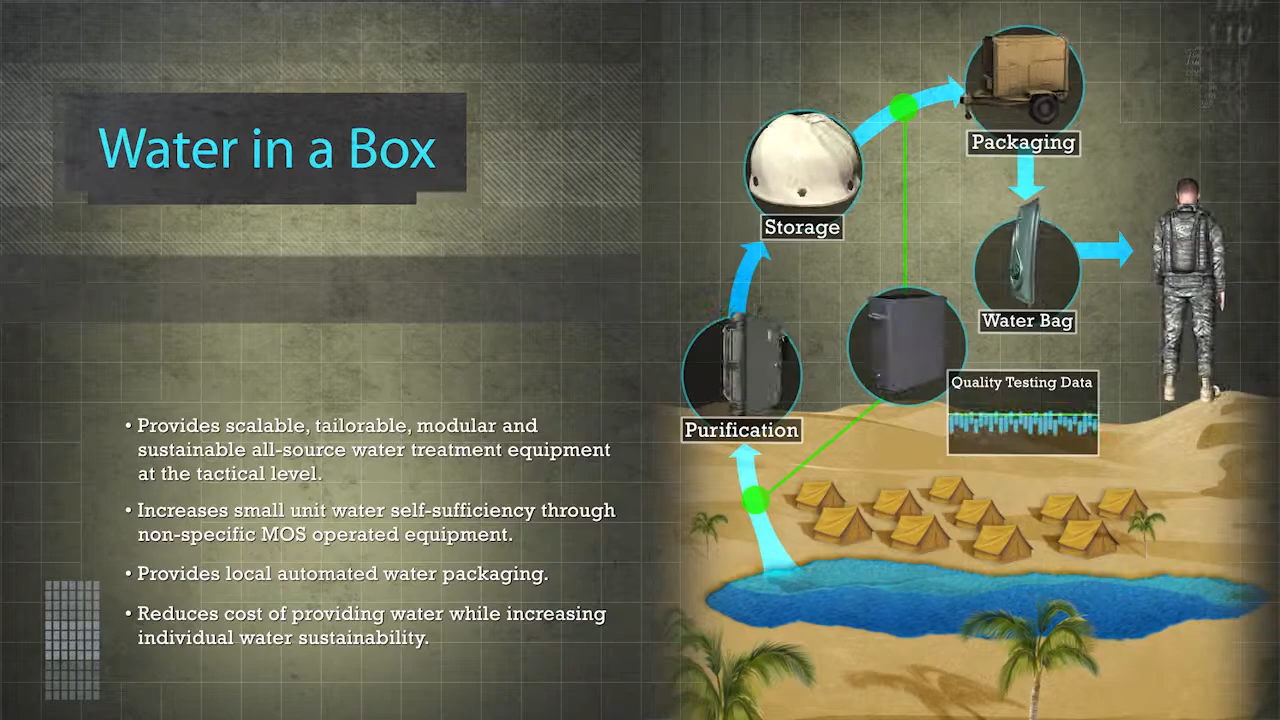 Water in a Box
• Provides scalable, tailorable, modular and
sustainable all-source water treatment equipment
at the tactical level.
• Increases small unit water self-sufficiency through
non-specific MOS operated equipment.
• Provides local automated water packaging.
• Reduces cost of providing water while increasing
individual water sustainability.
Packaging
Storage
Water Bag
Quality Testing Data
Purification